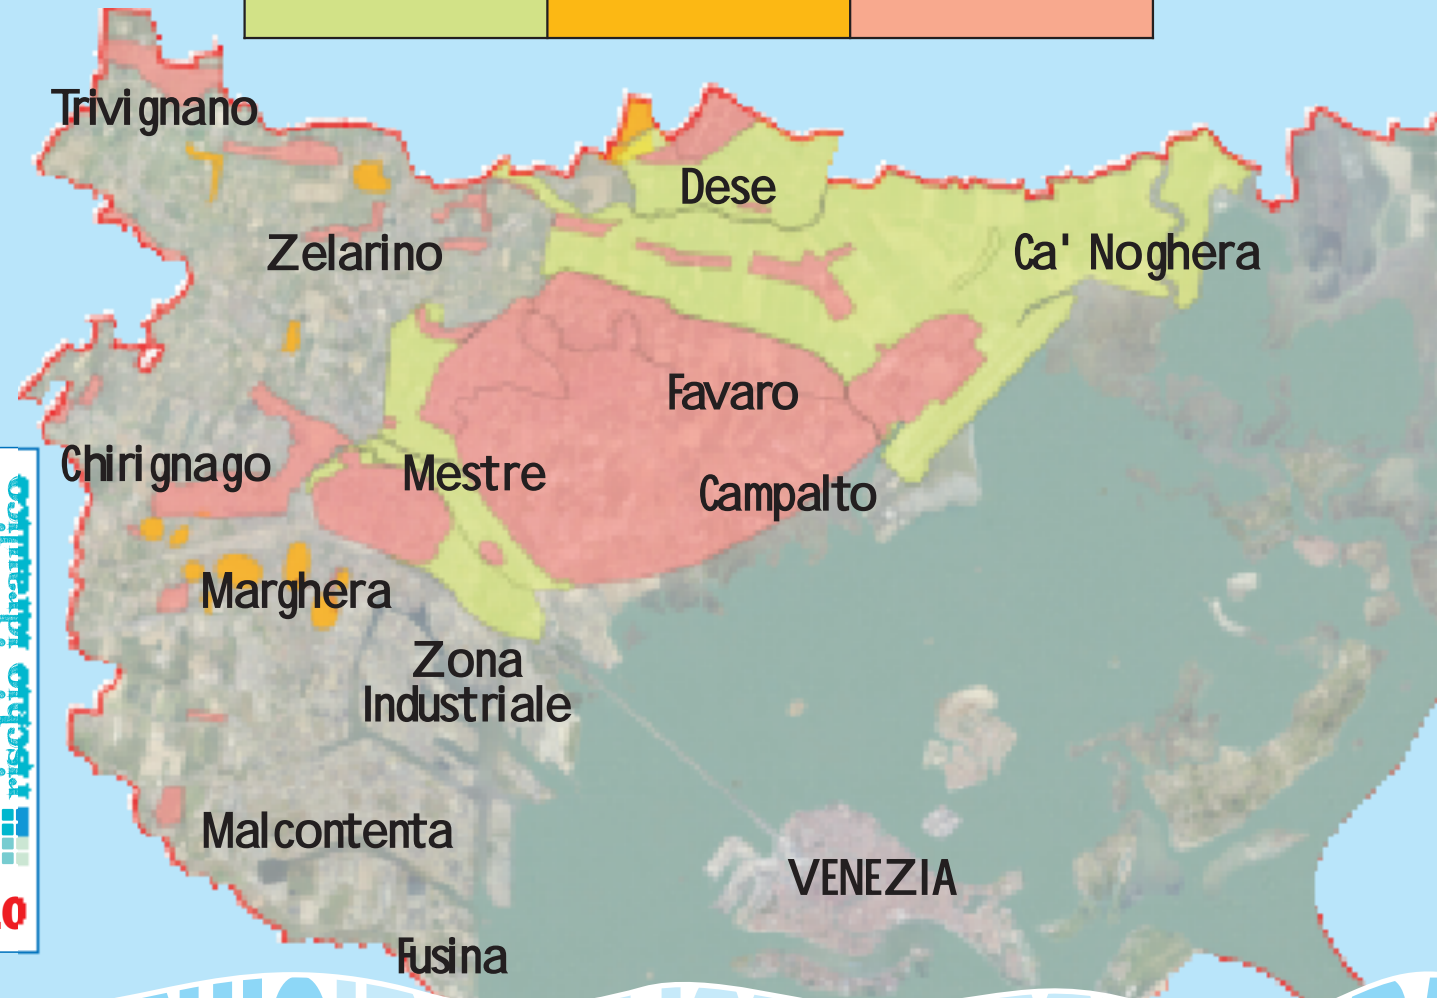 Trivignano
Dese
Zelarino
Ca' Noghera
Favaro
Chirignago
Mestre
Campalto
Marghera
Zona
Industriale
Malcontenta
VENEZIA
Fusina
rischio idraulico